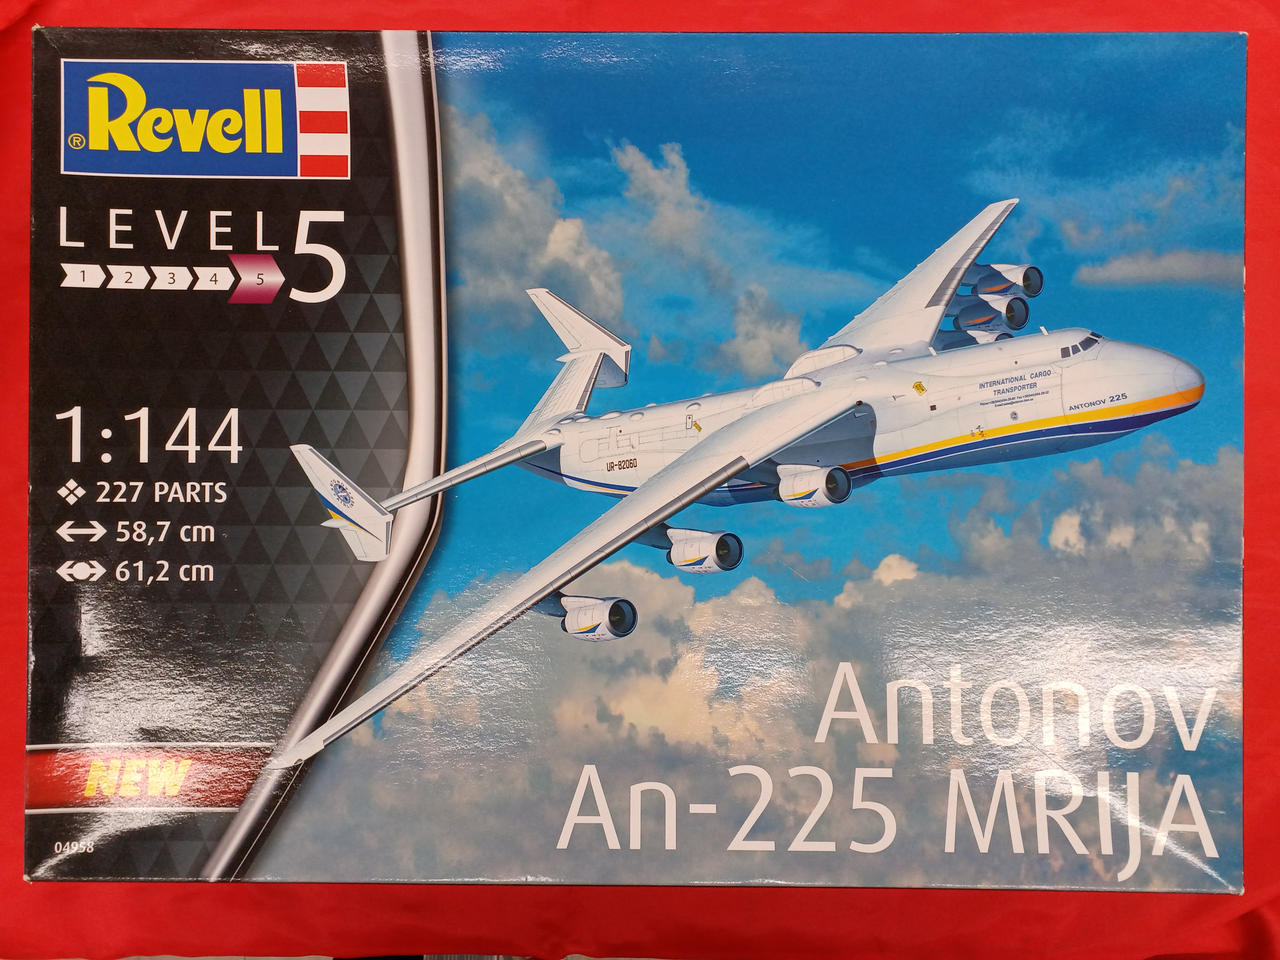 ® Revell
LEVEL 5
1 2 3 4 5
1:144
227 PARTS
58,7 cm
61,2 cm
NEW
04958
INTERNATIONAL CARGO
TRANSPORTER
ANTONOV 225
UR-82060
Antonov
An-225 MRIJA